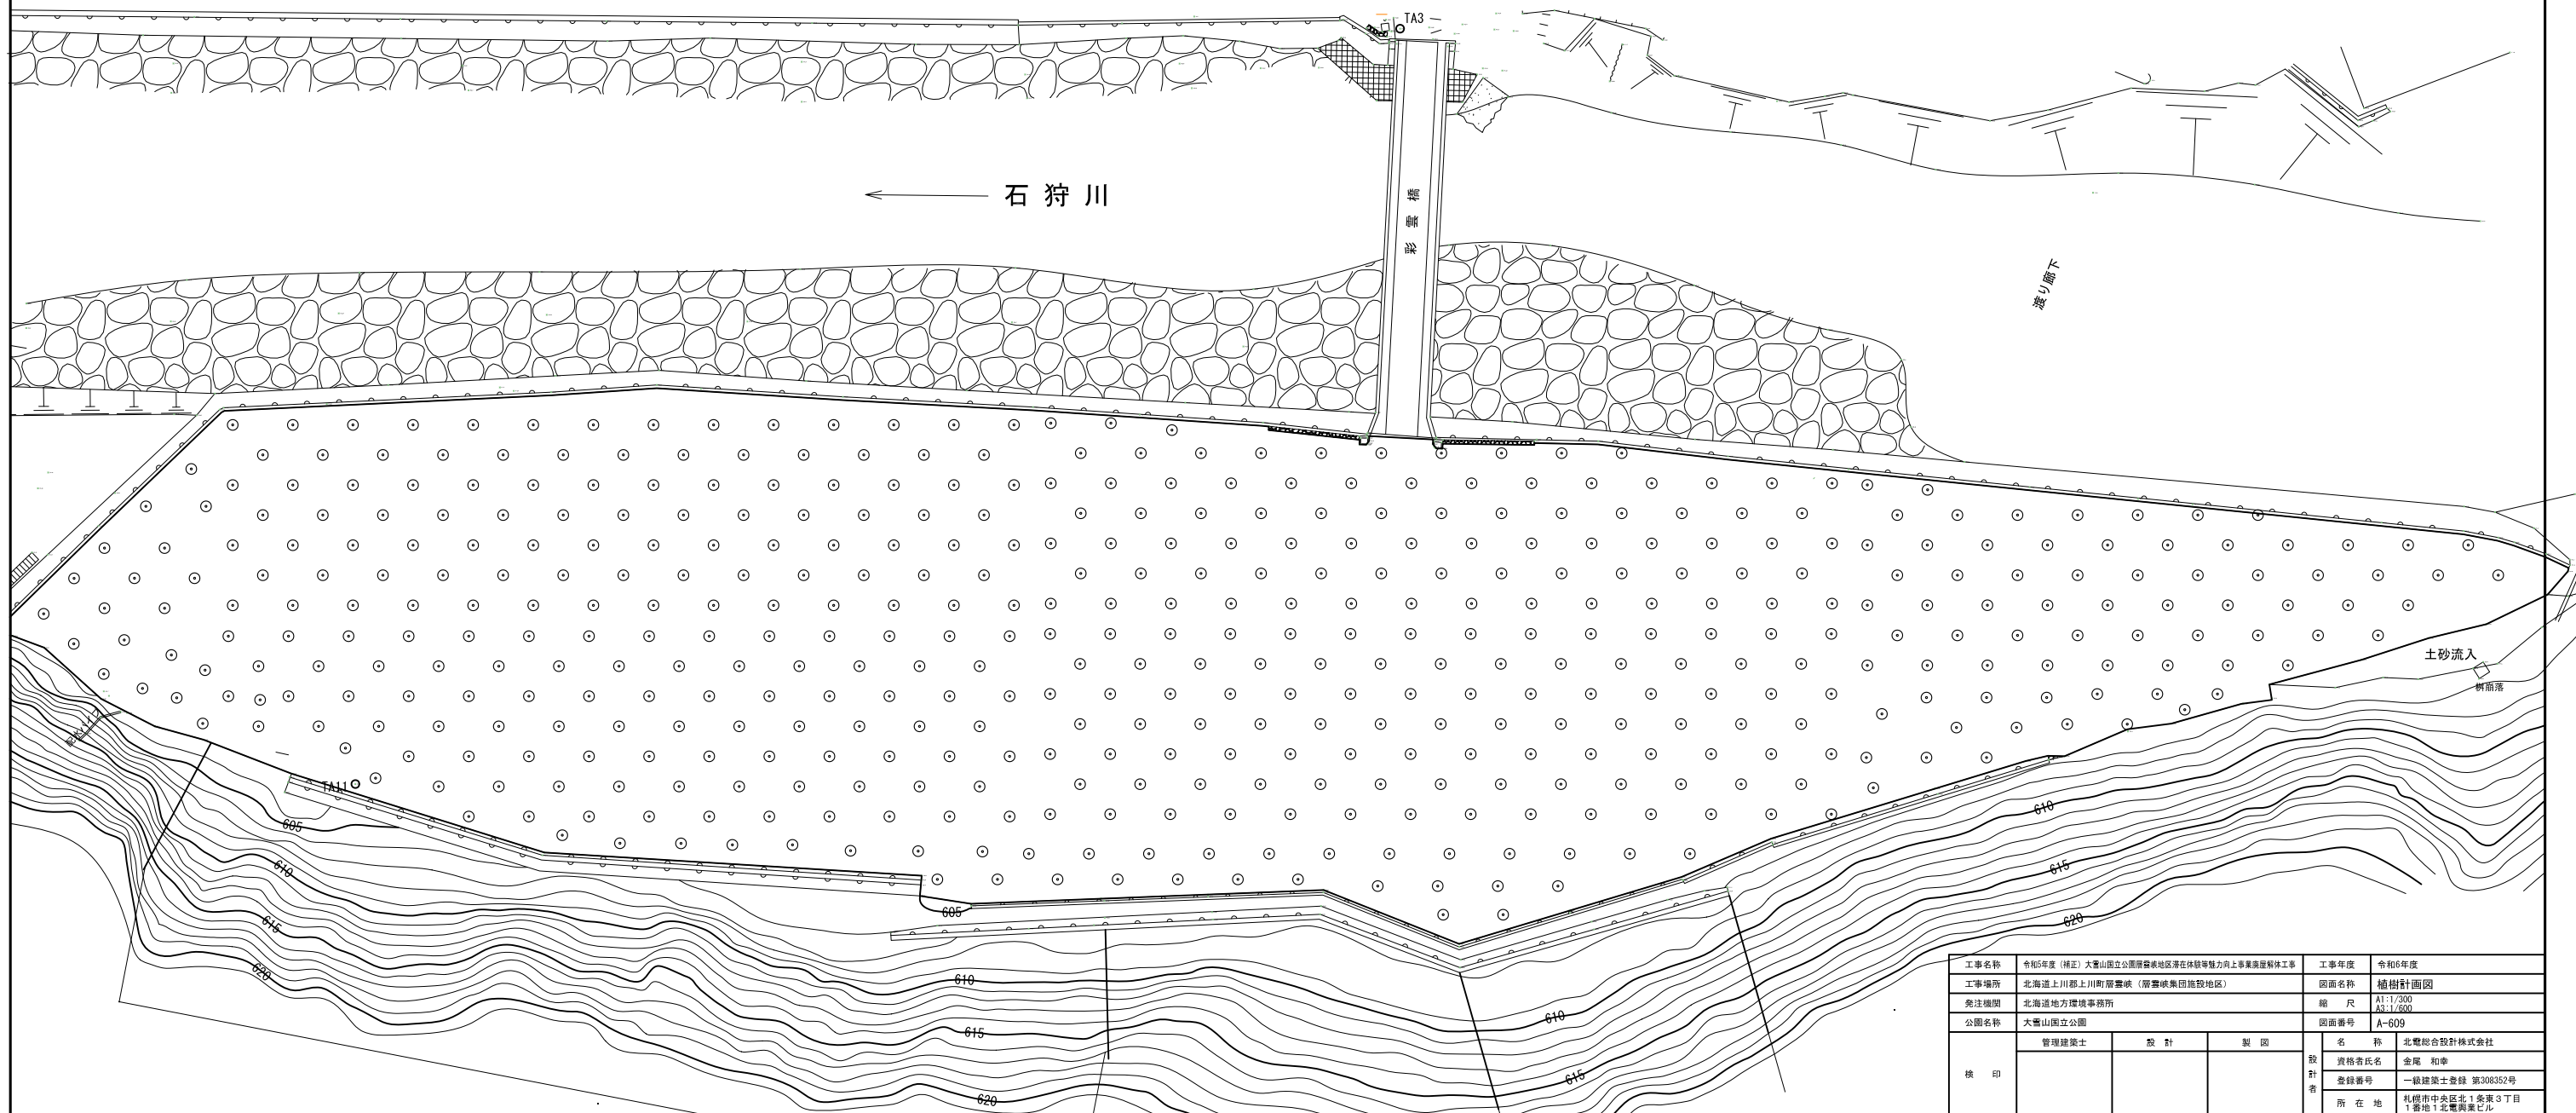 TA3
石狩川
彩雲橋
渡り廊下
土砂流入
桝崩落
TA11
605
610
615
620
605
610
615
620
610
615
610
615
620
工事名称 令和5年度（補正）大雪山国立公園層雲峡地区滞在体験等魅力向上事業廃屋解体工事 工事年度 令和6年度
工事場所 北海道上川郡上川町層雲峡（層雲峡集団施設地区） 図面名称 植樹計画図
発注機関 北海道地方環境事務所 縮尺 A1:1/300
A3:1/600
公園名称 大雪山国立公園 図面番号 A-609
検印 管理建築士 設計 製図 設計者 名称 北電総合設計株式会社
資格者氏名 金尾 和幸
登録番号 一級建築士登録 第308352号
所在地 札幌市中央区北1条東3丁目
1番地1北電興業ビル